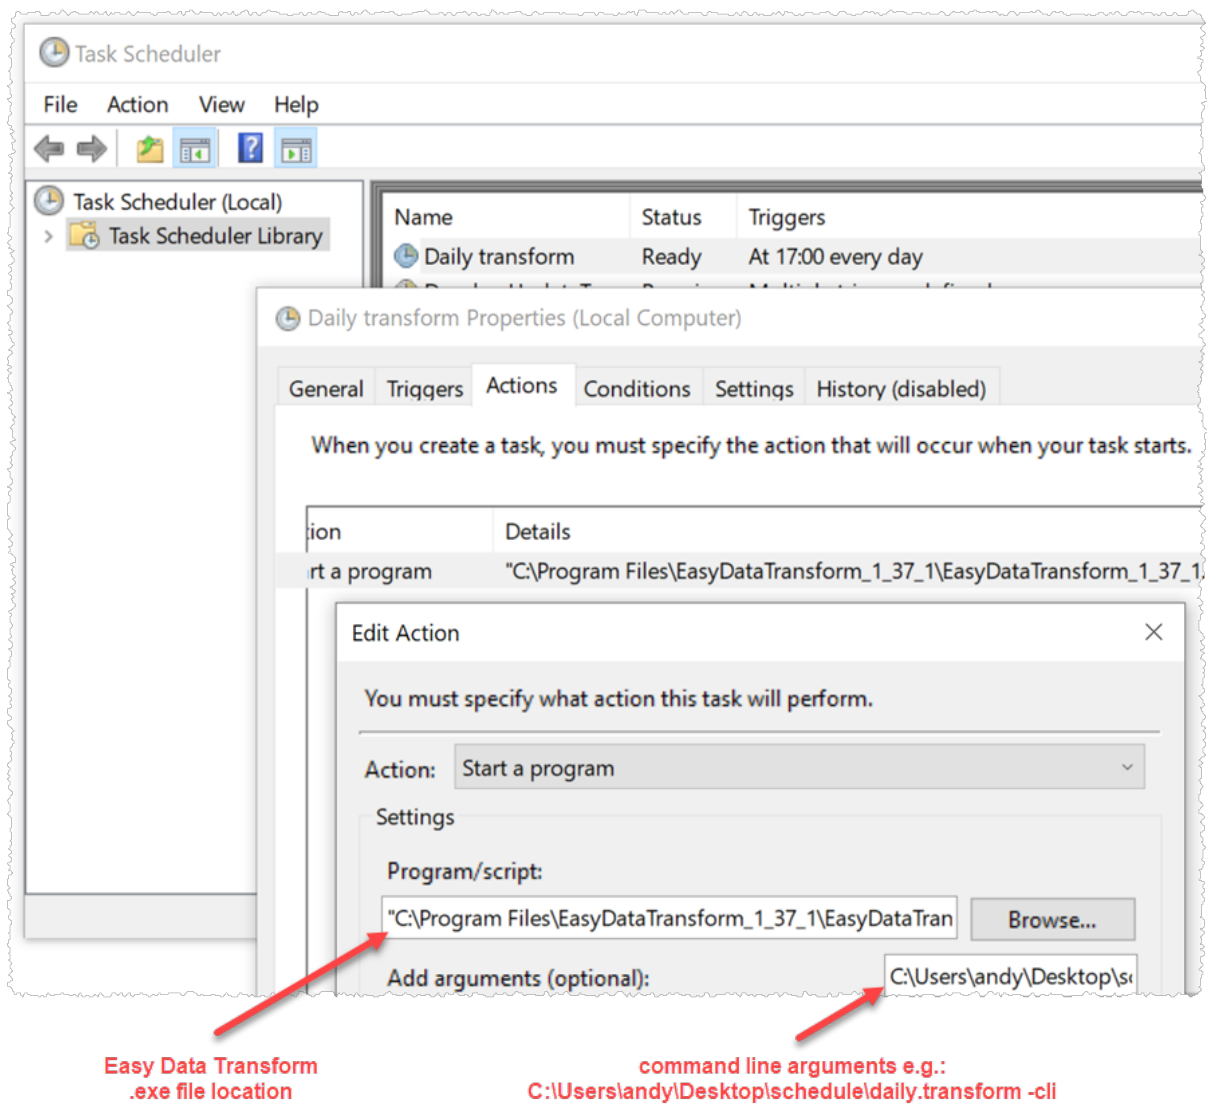 Task Scheduler
File Action View Help
Task Scheduler (Local)
Task Scheduler Library
Name Status Triggers
Daily transform Ready At 17:00 every day
Daily transform Properties (Local Computer)
General Triggers Actions Conditions Settings History (disabled)
When you create a task, you must specify the action that will occur when your task starts.
tion Details
rt a program "C:\Program Files\EasyDataTransform_1_37_1\EasyDataTransform_1_37_1.
Edit Action
You must specify what action this task will perform.
Action: Start a program
Settings
Program/script:
"C:\Program Files\EasyDataTransform_1_37_1\EasyDataTran Browse...
Add arguments (optional): C:\Users\andy\Desktop\sc
Easy Data Transform
.exe file location
command line arguments e.g.:
C:\Users\andy\Desktop\schedule\daily.transform -cli